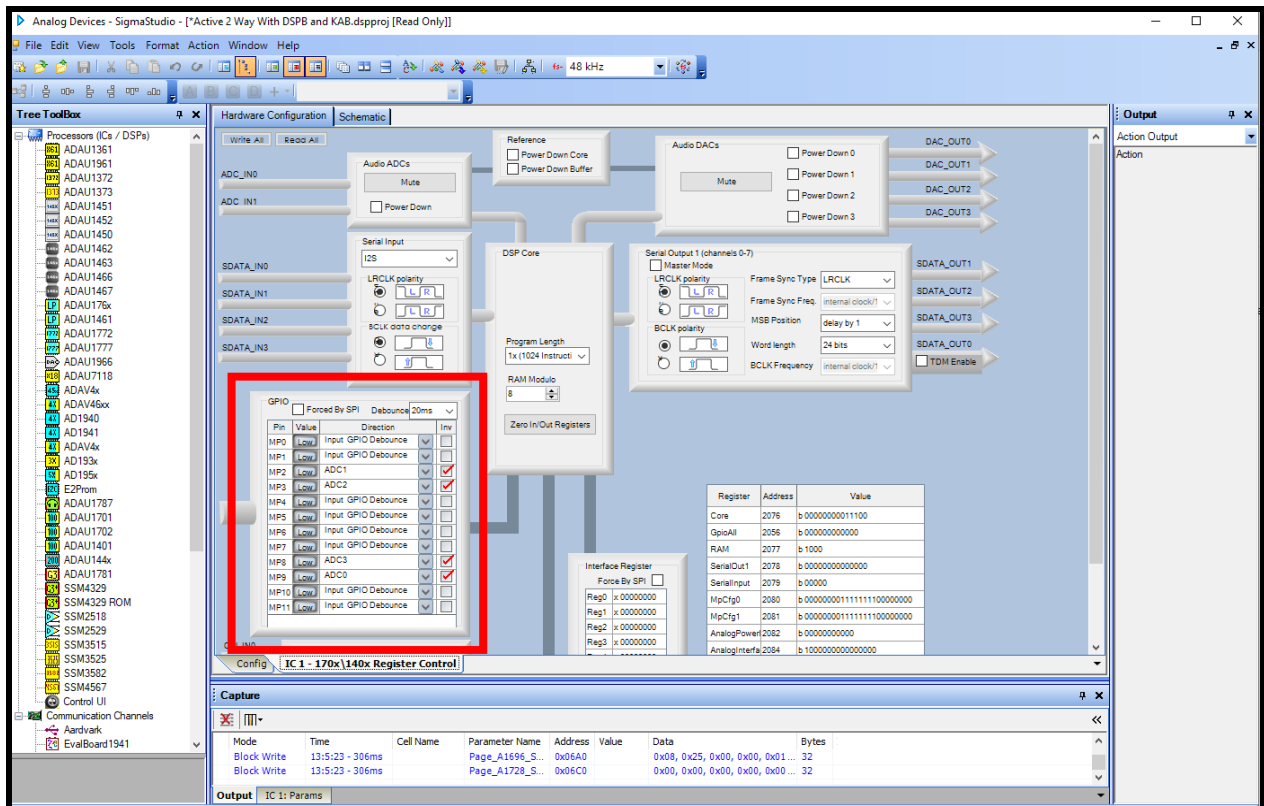 Analog Devices - SigmaStudio - [*Active 2 Way With DSPB and KAB.dspproj [Read Only]]
File Edit View Tools Format Action Window Help
48 kHz
A B C D
Tree ToolBox
Processors (ICs / DSPs)
ADAU1361
ADAU1961
ADAU1372
ADAU1373
ADAU1451
ADAU1452
ADAU1450
ADAU1462
ADAU1463
ADAU1466
ADAU1467
ADAU176x
ADAU1461
ADAU1772
ADAU1777
ADAU1966
ADAU7118
ADAV4x
ADAV46xx
AD1940
AD1941
ADAV4x
AD193x
AD195x
E2Prom
ADAU1787
ADAU1701
ADAU1702
ADAU1401
ADAU144x
ADAU1781
SSM4329
SSM4329 ROM
SSM2518
SSM2529
SSM3515
SSM3525
SSM3582
SSM4567
Control UI
Communication Channels
Aardvark
EvalBoard1941
Hardware Configuration Schematic
Write All Read All
ADC_IN0
ADC IN1
Audio ADCs
Mute
Power Down
Reference
Power Down Core
Power Down Buffer
Audio DACs
Mute
Power Down 0
Power Down 1
Power Down 2
Power Down 3
DAC_OUT0
DAC_OUT1
DAC_OUT2
DAC_OUT3
SDATA_IN0
SDATA_IN1
SDATA_IN2
SDATA_IN3
Serial Input
I2S
LRCLK polarity
L R
L R
BCLK data change
DSP Core
Program Length
1x (1024 Instructi
RAM Modulo
8
Zero In/Out Registers
Serial Output 1 (channels 0-7)
Master Mode
LRCLK polarity
L R
L R
BCLK polarity
Frame Sync Type LRCLK
Frame Sync Freq. internal clock/1
MSB Position delay by 1
Word length 24 bits
BCLK Frequency internal clock/1
SDATA_OUT1
SDATA_OUT2
SDATA_OUT3
SDATA_OUT0
TDM Enable
GPIO
Forced By SPI Debounce 20ms
Pin Value Direction Inv
MP0 Low Input GPIO Debounce
MP1 Low Input GPIO Debounce
MP2 Low ADC1
MP3 Low ADC2
MP4 Low Input GPIO Debounce
MP5 Low Input GPIO Debounce
MP6 Low Input GPIO Debounce
MP7 Low Input GPIO Debounce
MP8 Low ADC3
MP9 Low ADC0
MP10 Low Input GPIO Debounce
MP11 Low Input GPIO Debounce
Interface Register
Force By SPI
Reg0 x 00000000
Reg1 x 00000000
Reg2 x 00000000
Reg3 x 00000000
Register Address Value
Core 2076 b 00000000011100
GpioAll 2056 b 000000000000
RAM 2077 b 1000
SerialOut1 2078 b 00000000000000
SerialInput 2079 b 00000
MpCfg0 2080 b 000000001111111100000000
MpCfg1 2081 b 000000001111111100000000
AnalogPower 2082 b 00000000000
AnalogInterfa 2084 b 1000000000000000
Config IC 1 - 170x\140x Register Control
Capture
Mode Time Cell Name Parameter Name Address Value Data Bytes
Block Write 13:5:23 - 306ms Page_A1696_S... 0x06A0 0x08, 0x25, 0x00, 0x00, 0x01 ... 32
Block Write 13:5:23 - 306ms Page_A1728_S... 0x06C0 0x00, 0x00, 0x00, 0x00, 0x00 ... 32
Output IC 1: Params
Output
Action Output
Action